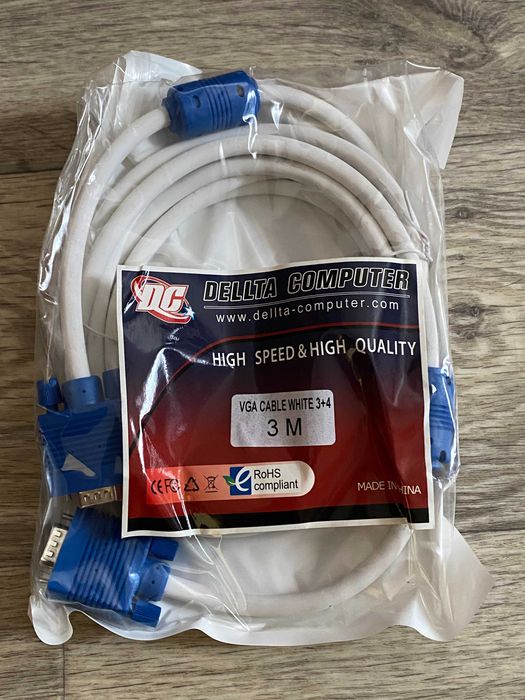 DC
DELLTA COMPUTER
www.dellta-computer.com
HIGH SPEED & HIGH QUALITY
VGA CABLE WHITE 3+4
3 M
CE FC
e RoHS
compliant
MADE IN CHINA